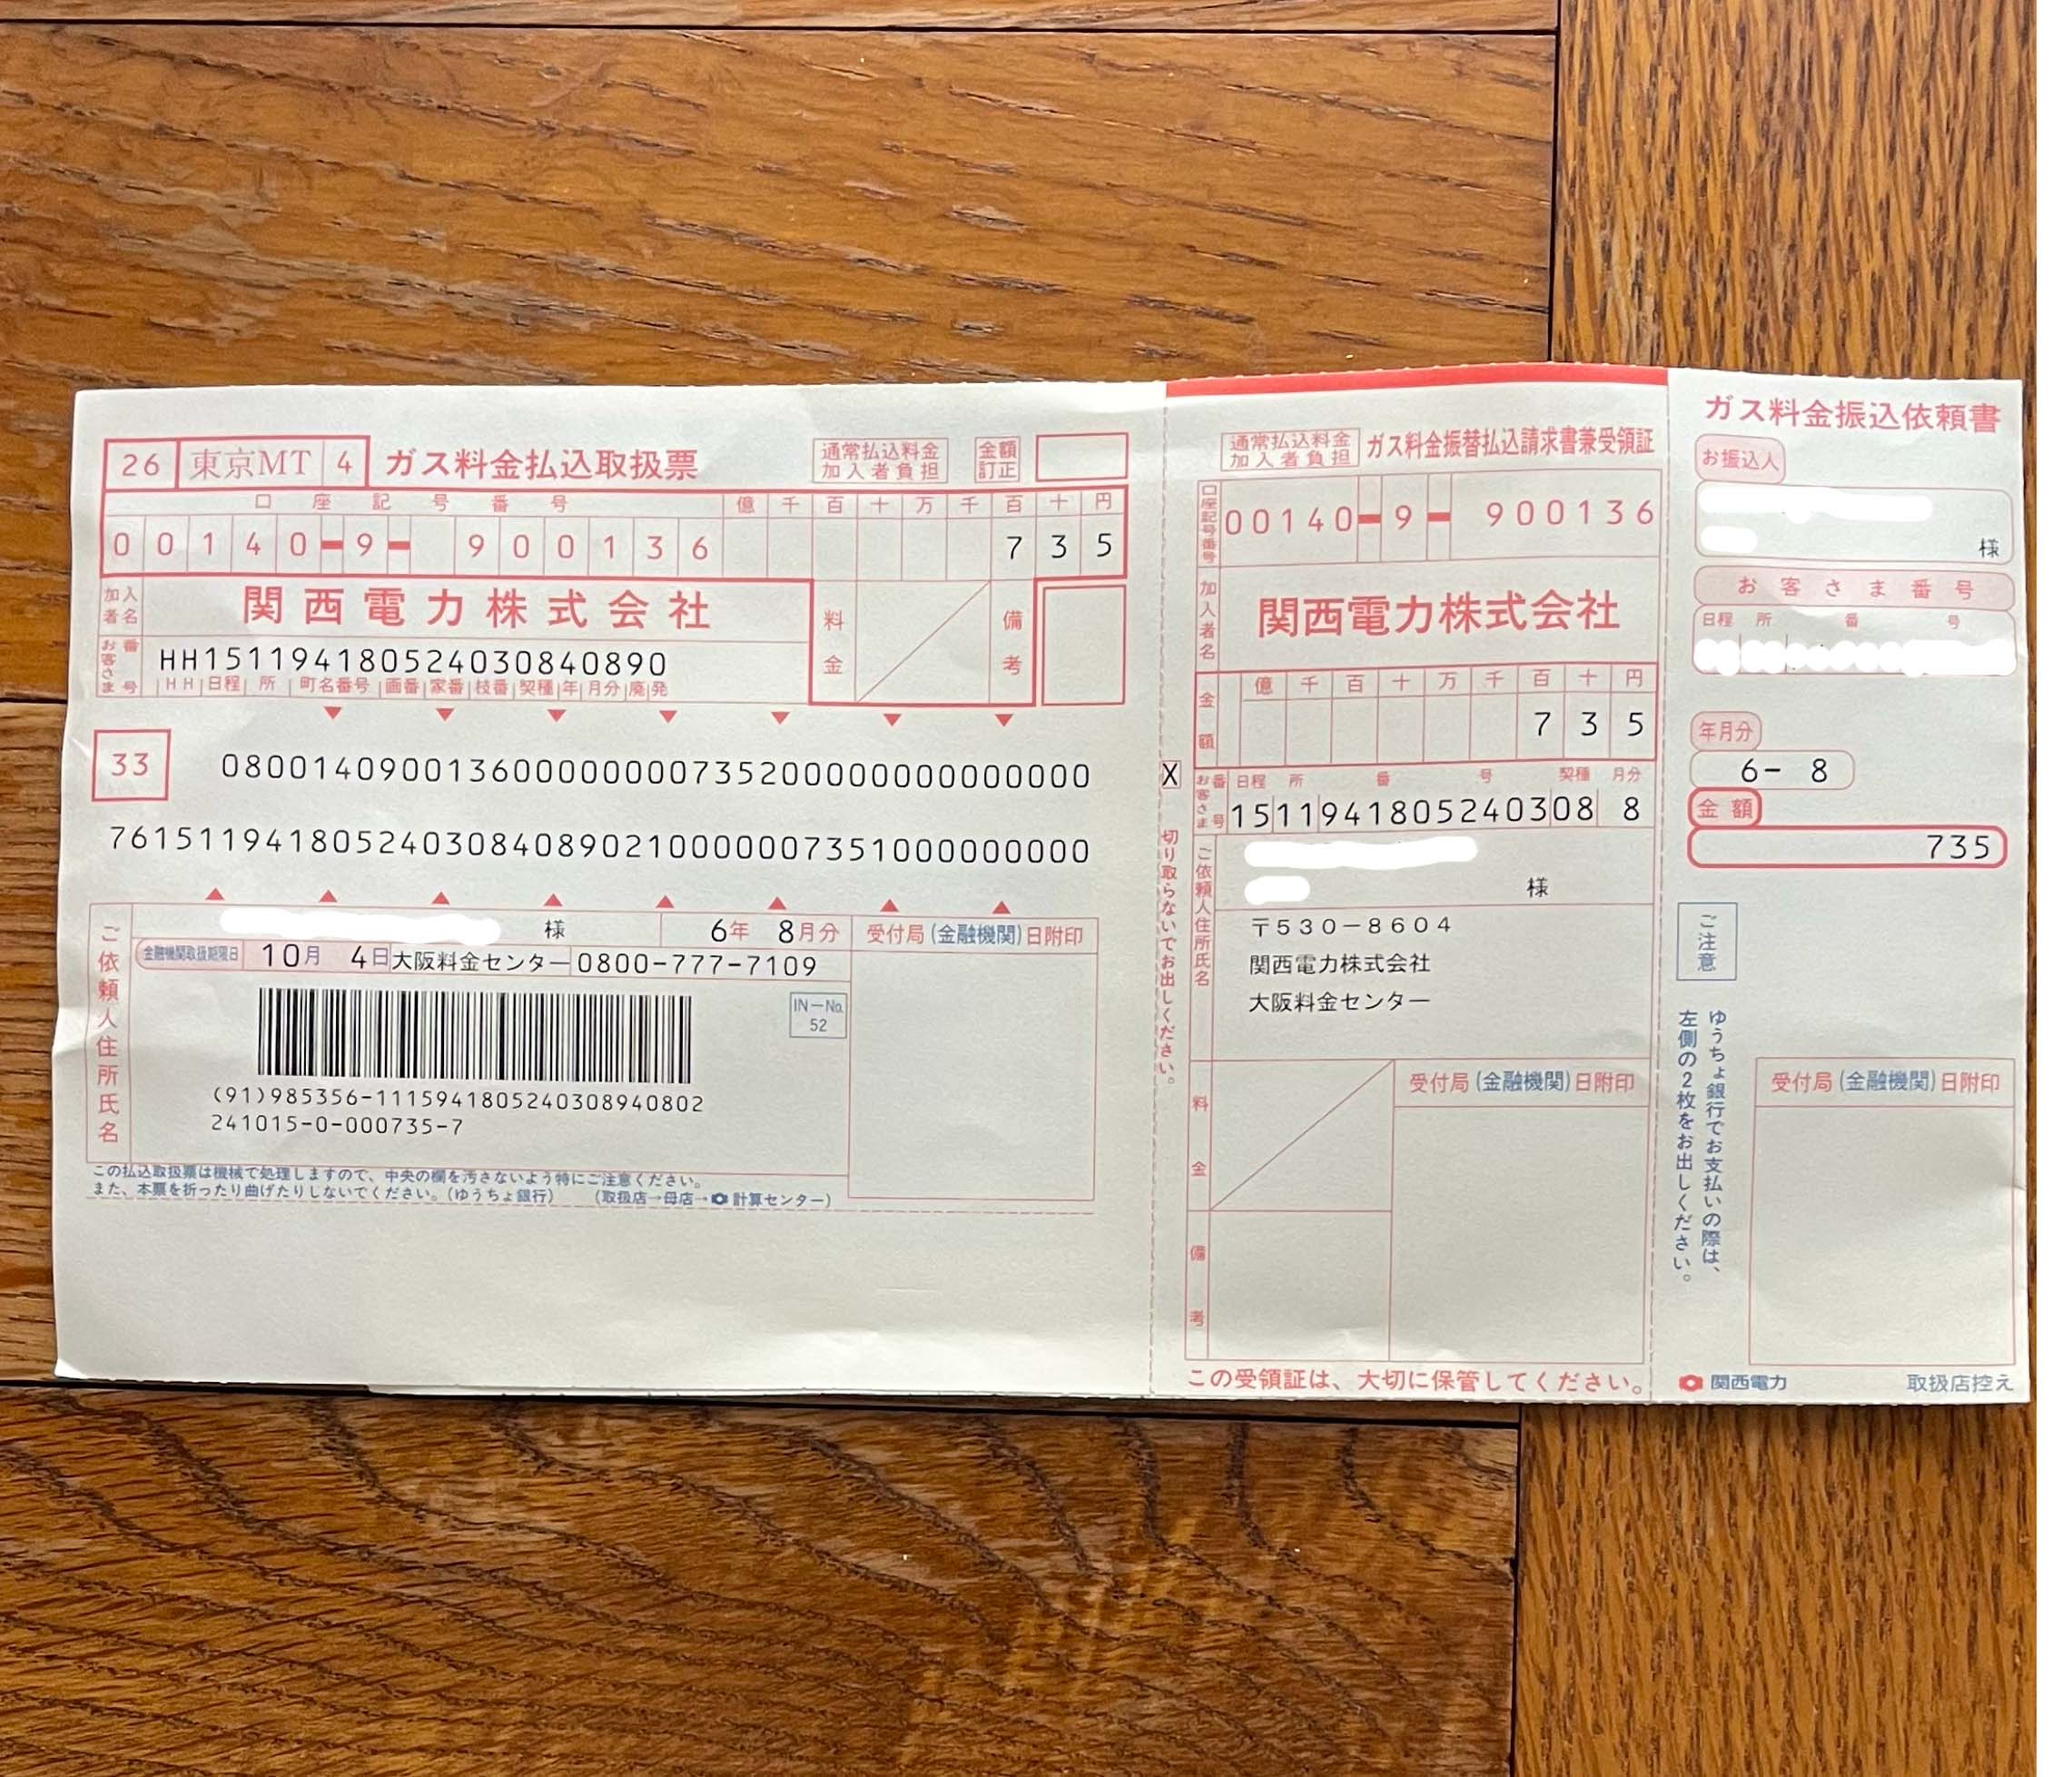 26 東京MT 4 ガス料金払込取扱票 通常払込料金加入者負担 金額訂正
口座記号番号 億千百十万千百十円
00140-9- 900136 735
加入者名 関西電力株式会社 料金 備考
お客さま番号 HH15119418052403084089​0
HH 日程 所 町名番号 画番 家番 枝番 契種 年 月分 廃発
33 080014090013600000000073520000000000000​0
76151194180524030840890210000000735100000000​0
ご依頼人住所氏名
様 6年 8月分 受付局(金融機関)日附印
金融機関取扱期限日 10月 4日 大阪料金センター 0800-777-7109
IN-No. 52
(91)985356-1115941805240308940802
241015-0-000735-7
この払込取扱票は機械で処理しますので、中央の欄を汚さないよう特にご注意ください。
また、本票を折ったり曲げたりしないでください。(ゆうちょ銀行) (取扱店→母店→計算センター)
X 切り取らないでお出しください。
通常払込料金加入者負担 ガス料金振替払込請求書兼受領証
口座記号番号 00140-9- 900136
加入者名 関西電力株式会社
金額 億千百十万千百十円
735
お客さま番号 日程 所 番 号 契種 月分
15119418052403 08 8
ご依頼人住所氏名
様
〒530-8604
関西電力株式会社
大阪料金センター
料金 受付局(金融機関)日附印
備考
この受領証は、大切に保管してください。
ガス料金振込依頼書
お振込人
様
お客さま番号
日程 所 番 号
年月分
6- 8
金額
735
ご注意
ゆうちょ銀行でお支払いの際は、
左側の2枚をお出しください。
受付局(金融機関)日附印
関西電力 取扱店控え